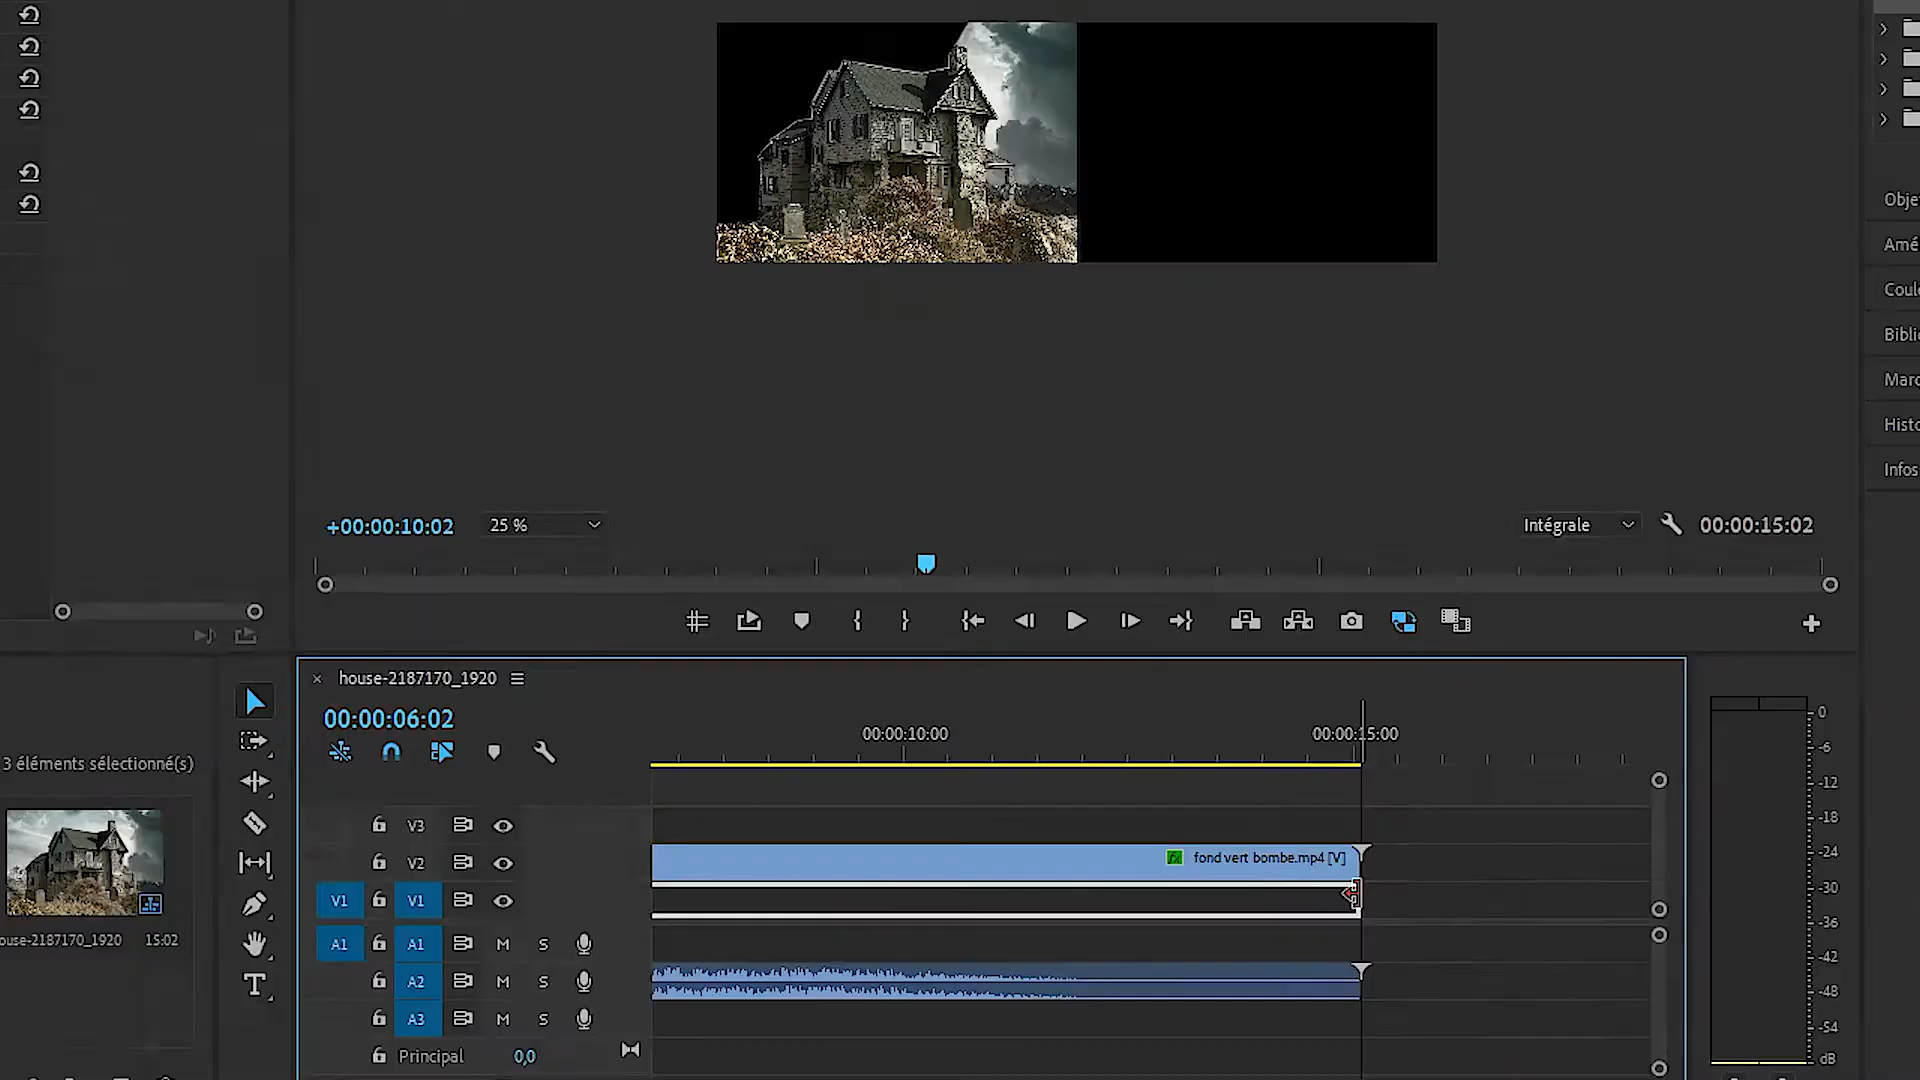 Obje
Amé
Coule
Biblic
Marc
Histo
Infos
+00:00:10:02
25 %
Intégrale
00:00:15:02
house-2187170_1920
00:00:06:02
00:00:10:00
00:00:15:00
3 éléments sélectionné(s)
ouse-2187170_1920 15:02
V3
V2
fx fond vert bombe.mp4 [V]
V1 V1
A1 A1 M S
A2 M S
A3 M S
Principal 0,0
T
0
-6
-12
-18
-24
-30
-36
-42
-48
-54
dB